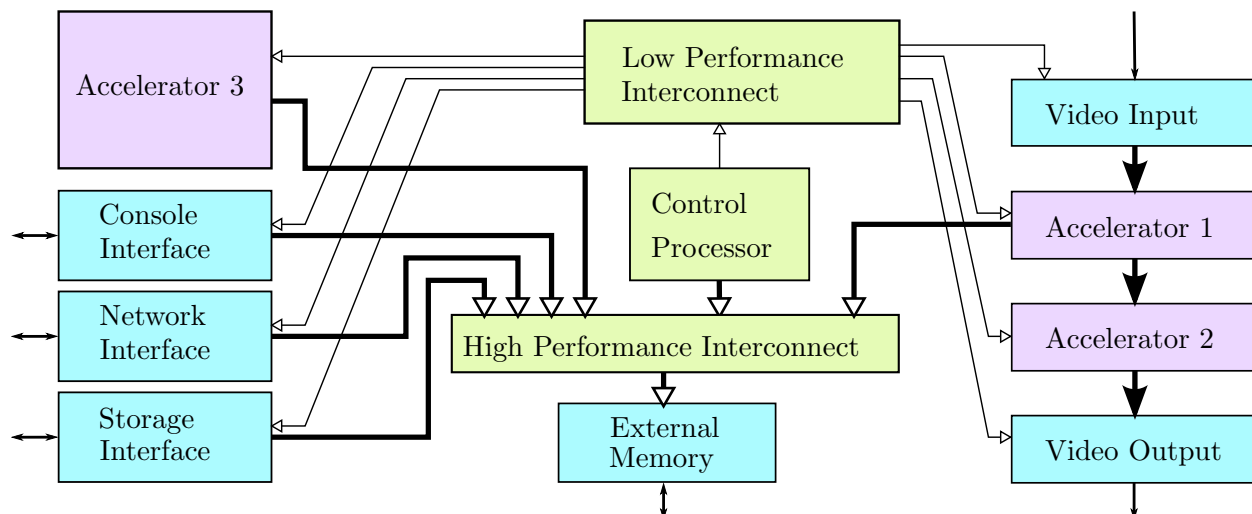 Accelerator 3
Low Performance
Interconnect
Video Input
Console
Interface
Control
Processor
Accelerator 1
Network
Interface
High Performance Interconnect
Accelerator 2
Storage
Interface
External
Memory
Video Output